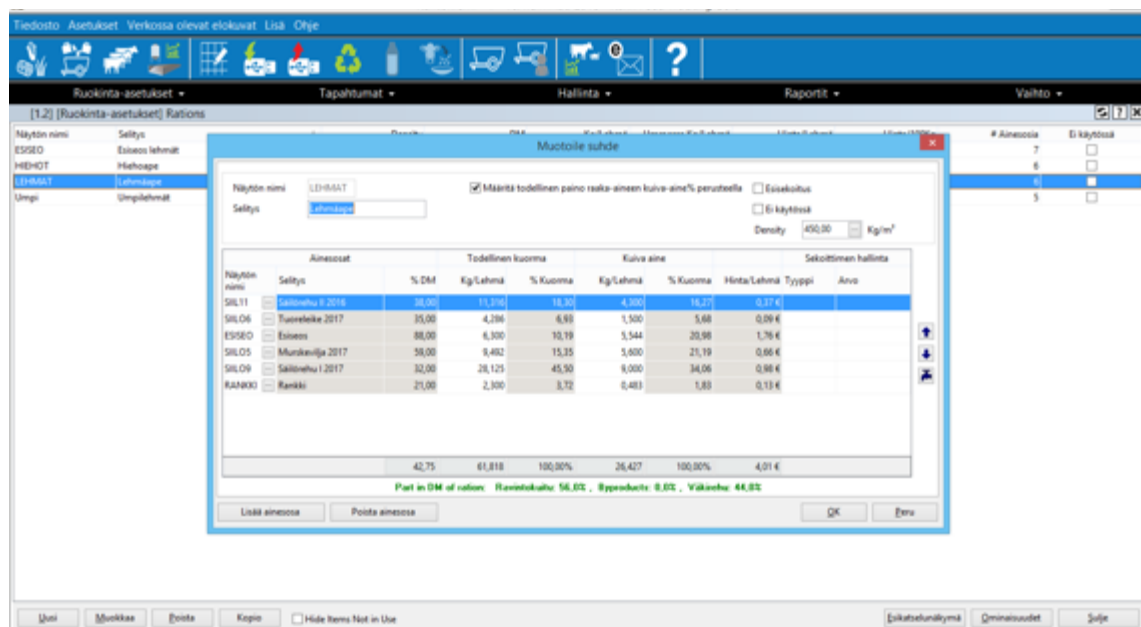 Tiedosto Asetukset Verkossa olevat elokuvat Lisä Ohje
Ruokinta-asetukset Tapahtumat Hallinta Raportit Vaihto
[1.2] [Ruokinta-asetukset] Rations
Näytön nimi Selitys # Ainesosia Ei käytössä
ESISEO Esiseos lehmät 7
HIEHOT Hiehoape 6
LEHMAT Lehmäape 6
Umpi Umpilehmät 5
Muotoile suhde
Näytön nimi LEHMAT Määritä todellinen paino raaka-aineen kuiva-aine% perusteella Esisekoitus
Selitys Lehmäape Ei käytössä
Density 450,00 Kg/m³
Ainesosat Todellinen kuorma Kuiva aine Sekoittimen hallinta
Näytön nimi Selitys % DM Kg/Lehmä % Kuorma Kg/Lehmä % Kuorma Hinta/Lehmä Tyyppi Arvo
SIIL11 Säilörehu II 2016 38,00 11,316 18,30 4,300 16,27 0,37 €
SIILO6 Tuoreleike 2017 35,00 4,286 6,93 1,500 5,68 0,09 €
ESISEO Esiseos 88,00 6,300 10,19 5,544 20,98 1,76 €
SIILO5 Murskevilja 2017 59,00 9,492 15,35 5,600 21,19 0,66 €
SIILO9 Säilörehu I 2017 32,00 28,125 45,50 9,000 34,06 0,98 €
RANKKI Rankki 21,00 2,300 3,72 0,483 1,83 0,13 €
42,75 61,818 100,00% 26,427 100,00% 4,01 €
Part in DM of ration: Ravintokuitu: 56,0% , Byproducts: 0,0% , Väkirehu: 44,0%
Lisää ainesosa Poista ainesosa OK Peru
Uusi Muokkaa Poista Kopio Hide Items Not in Use Esikatselunäkymä Ominaisuudet Sulje